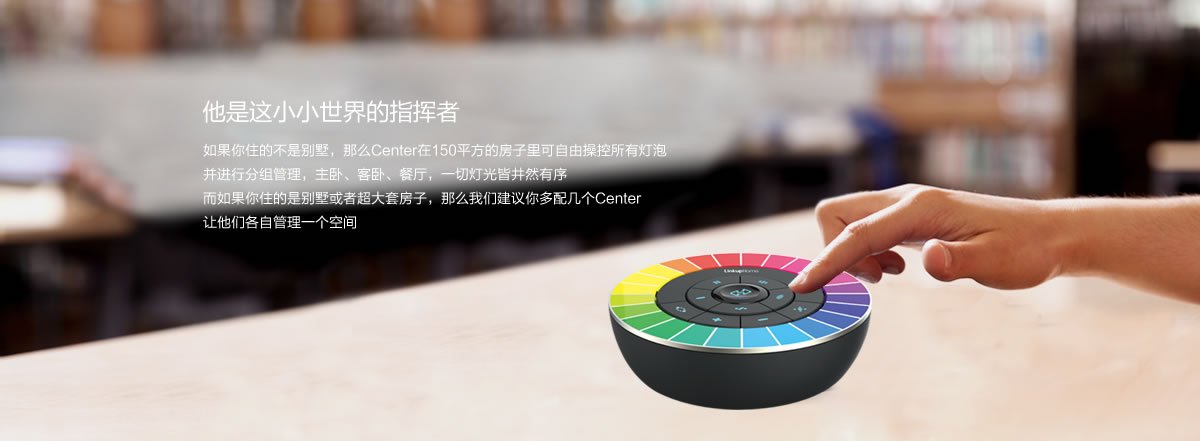 他是这小小世界的指挥者
如果你住的不是别墅，那么Center在150平方的房子里可自由操控所有灯泡
并进行分组管理，主卧、客卧、餐厅，一切灯光皆井然有序
而如果你住的是别墅或者超大套房子，那么我们建议你多配几个Center
让他们各自管理一个空间
LinkupHome